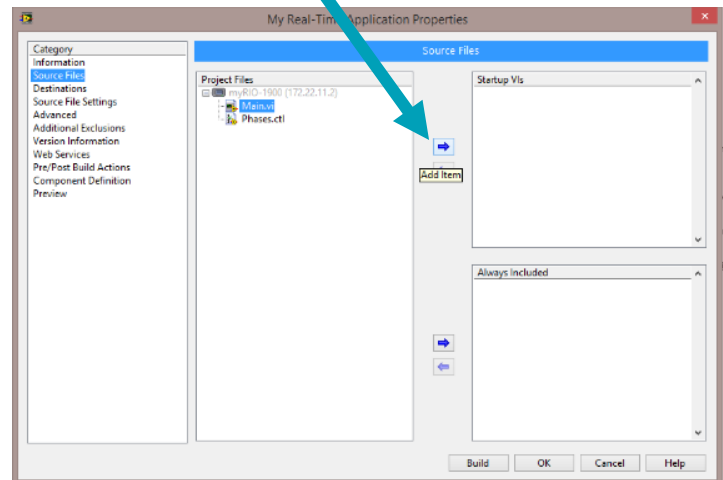 My Real-Time Application Properties
Category
Information
Source Files
Destinations
Source File Settings
Advanced
Additional Exclusions
Version Information
Web Services
Pre/Post Build Actions
Component Definition
Preview
Source Files
Project Files
myRIO-1900 (172.22.11.2)
Main.vi
Phases.ctl
Add Item
Startup VIs
Always Included
Build
OK
Cancel
Help